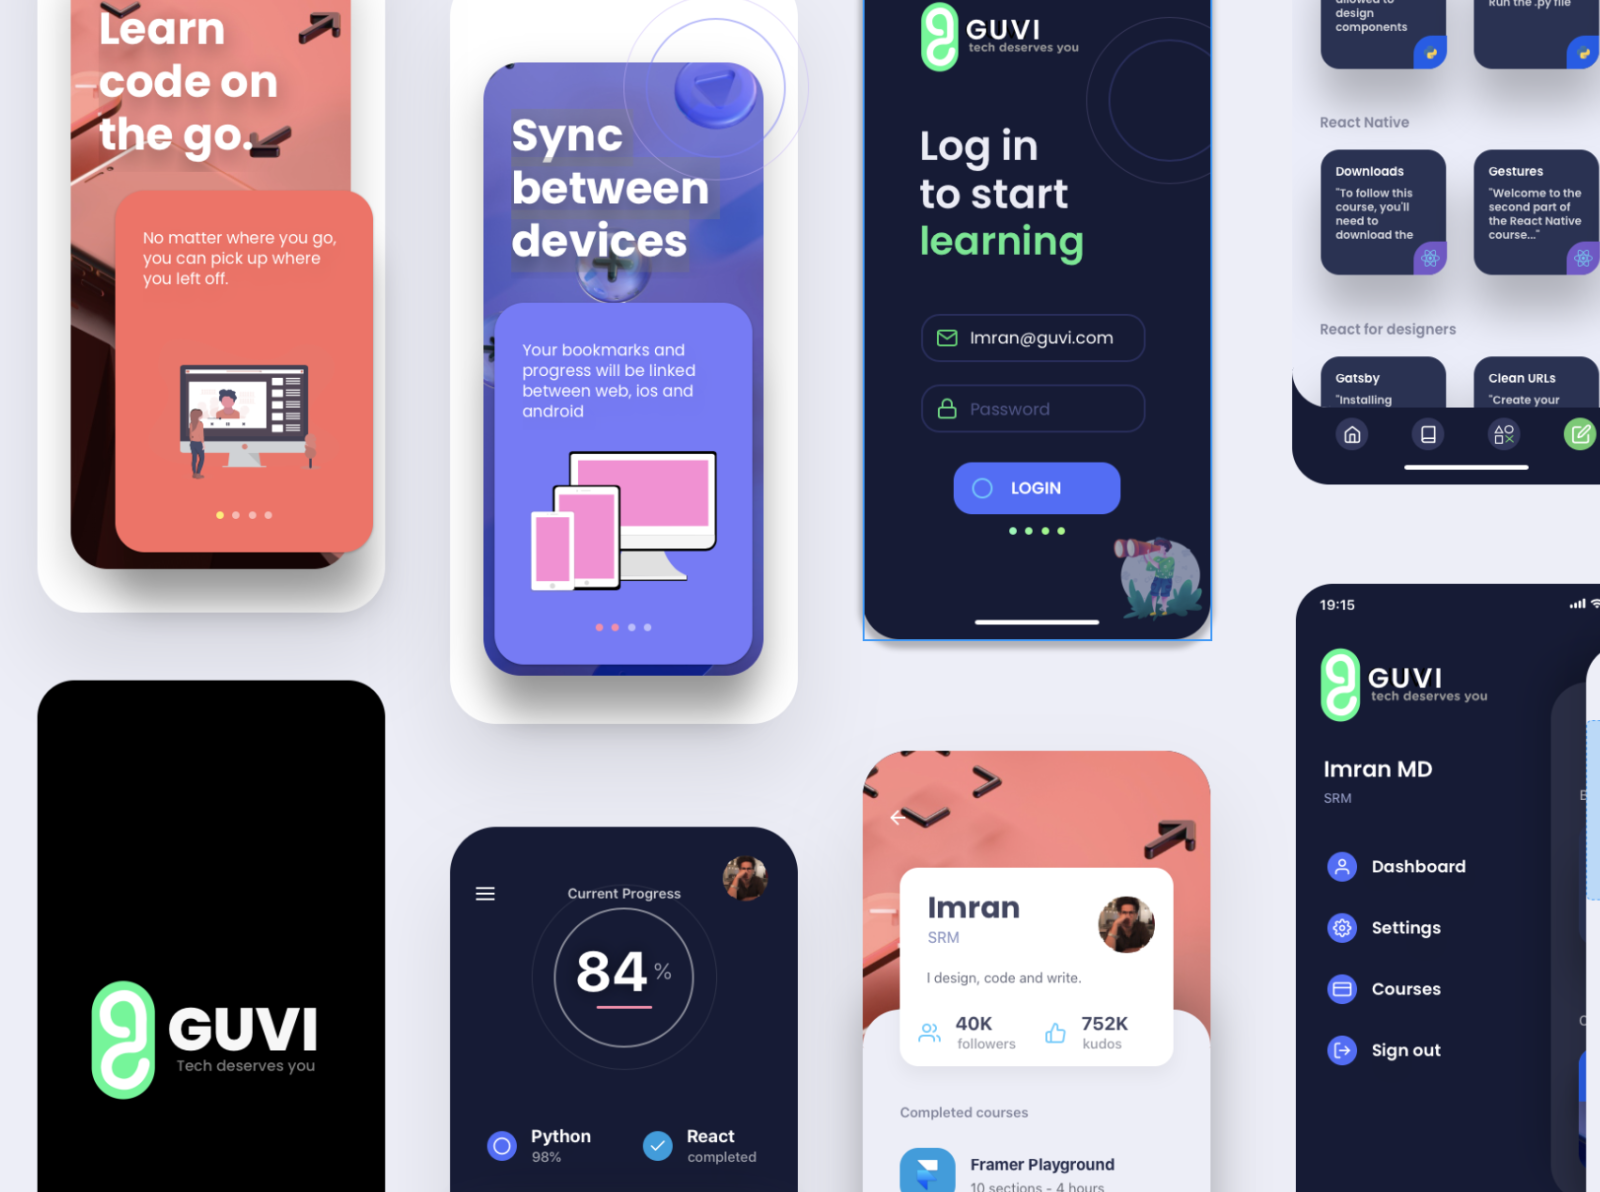 Learn
code on
the go.
No matter where you go,
you can pick up where
you left off.
GUVI
Tech deserves you
Sync
between
devices
Your bookmarks and
progress will be linked
between web, ios and
android
Current Progress
84 %
Python
98%
React
completed
GUVI
tech deserves you
Log in
to start
learning
Imran@guvi.com
Password
LOGIN
Imran
SRM
I design, code and write.
40K
followers
752K
kudos
Completed courses
Framer Playground
10 sections - 4 hours
allowed to
design
components
Run the .py file
React Native
Downloads
"To follow this
course, you'll
need to
download the
Gestures
"Welcome to the
second part of
the React Native
course..."
React for designers
Gatsby
"Installing
Clean URLs
"Create your
19:15
GUVI
tech deserves you
Imran MD
SRM
Dashboard
Settings
Courses
Sign out